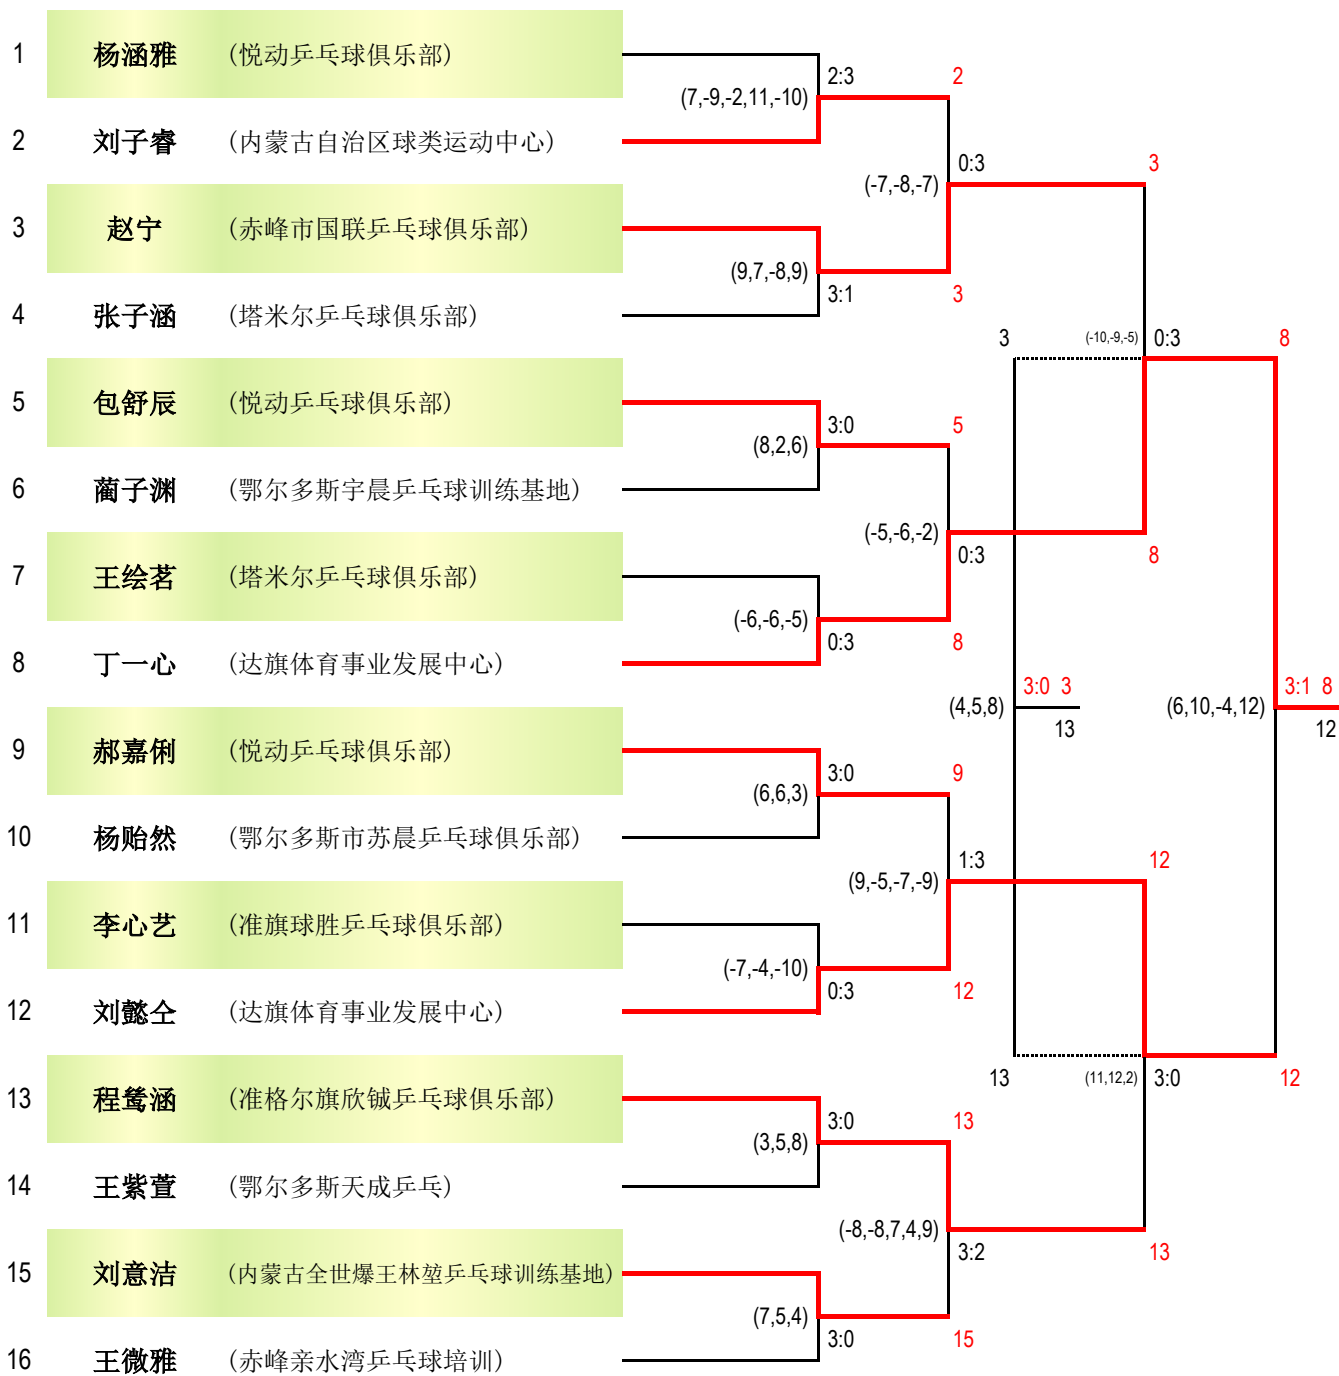 1 杨涵雅 (悦动乒乓球俱乐部)
2:3 2
(7,-9,-2,11,-10)
2 刘子睿 (内蒙古自治区球类运动中心)
0:3 3
(-7,-8,-7)
3 赵宁 (赤峰市国联乒乓球俱乐部)
(9,7,-8,9)
3:1 3
4 张子涵 (塔米尔乒乓球俱乐部)
3 (-10,-9,-5) 0:3 8
5 包舒辰 (悦动乒乓球俱乐部)
3:0 5
(8,2,6)
6 蔺子渊 (鄂尔多斯宇晨乒乓球训练基地)
(-5,-6,-2)
0:3 8
7 王绘茗 (塔米尔乒乓球俱乐部)
(-6,-6,-5)
0:3 8
8 丁一心 (达旗体育事业发展中心)
3:0 3 3:1 8
(4,5,8) (6,10,-4,12)
13 12
9 郝嘉俐 (悦动乒乓球俱乐部)
3:0 9
(6,6,3)
10 杨贻然 (鄂尔多斯市苏晨乒乓球俱乐部)
1:3 12
(9,-5,-7,-9)
11 李心艺 (准旗球胜乒乓球俱乐部)
(-7,-4,-10)
0:3 12
12 刘懿仝 (达旗体育事业发展中心)
13 (11,12,2) 3:0 12
13 程鸶涵 (准格尔旗欣铖乒乓球俱乐部)
3:0 13
(3,5,8)
14 王紫萱 (鄂尔多斯天成乒乓)
(-8,-8,7,4,9)
3:2 13
15 刘意洁 (内蒙古全世爆王林堃乒乓球训练基地)
(7,5,4)
3:0 15
16 王微雅 (赤峰亲水湾乒乓球培训)